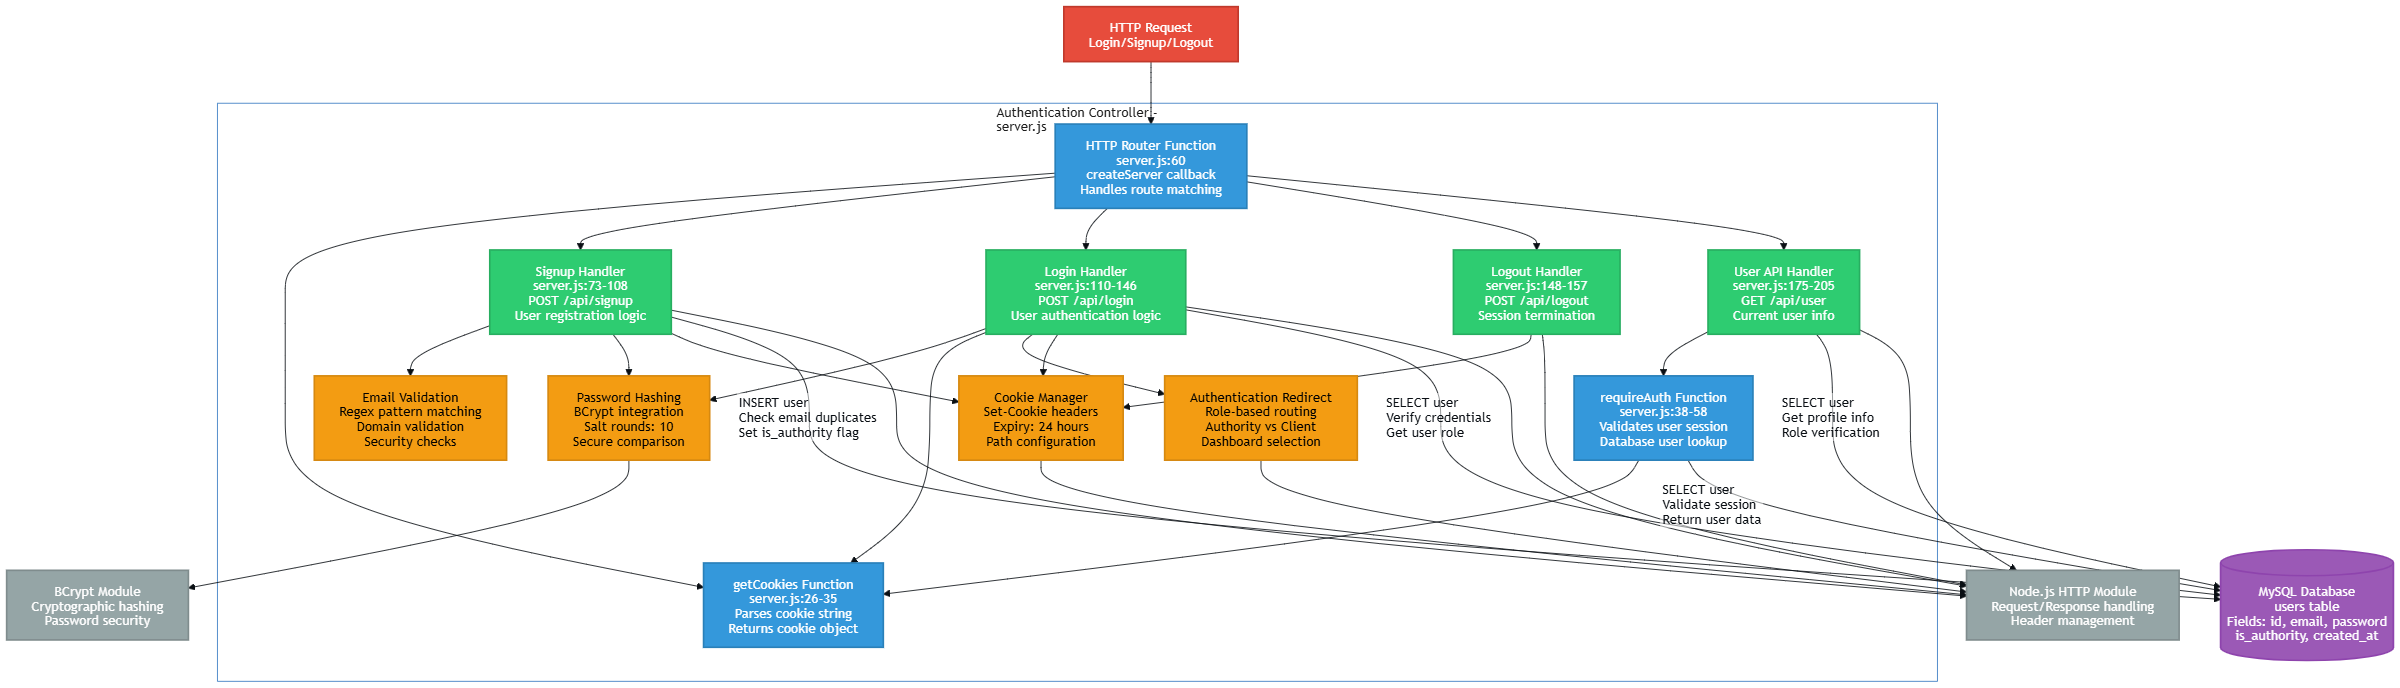 HTTP Request
Login/Signup/Logout
Authentication Controller -
server.js
HTTP Router Function
server.js:60
createServer callback
Handles route matching
Signup Handler
server.js:73-108
POST /api/signup
User registration logic
Login Handler
server.js:110-146
POST /api/login
User authentication logic
Logout Handler
server.js:148-157
POST /api/logout
Session termination
User API Handler
server.js:175-205
GET /api/user
Current user info
Email Validation
Regex pattern matching
Domain validation
Security checks
Password Hashing
BCrypt integration
Salt rounds: 10
Secure comparison
INSERT user
Check email duplicates
Set is_authority flag
Cookie Manager
Set-Cookie headers
Expiry: 24 hours
Path configuration
Authentication Redirect
Role-based routing
Authority vs Client
Dashboard selection
SELECT user
Verify credentials
Get user role
requireAuth Function
server.js:38-58
Validates user session
Database user lookup
SELECT user
Get profile info
Role verification
SELECT user
Validate session
Return user data
BCrypt Module
Cryptographic hashing
Password security
getCookies Function
server.js:26-35
Parses cookie string
Returns cookie object
Node.js HTTP Module
Request/Response handling
Header management
MySQL Database
users table
Fields: id, email, password
is_authority, created_at